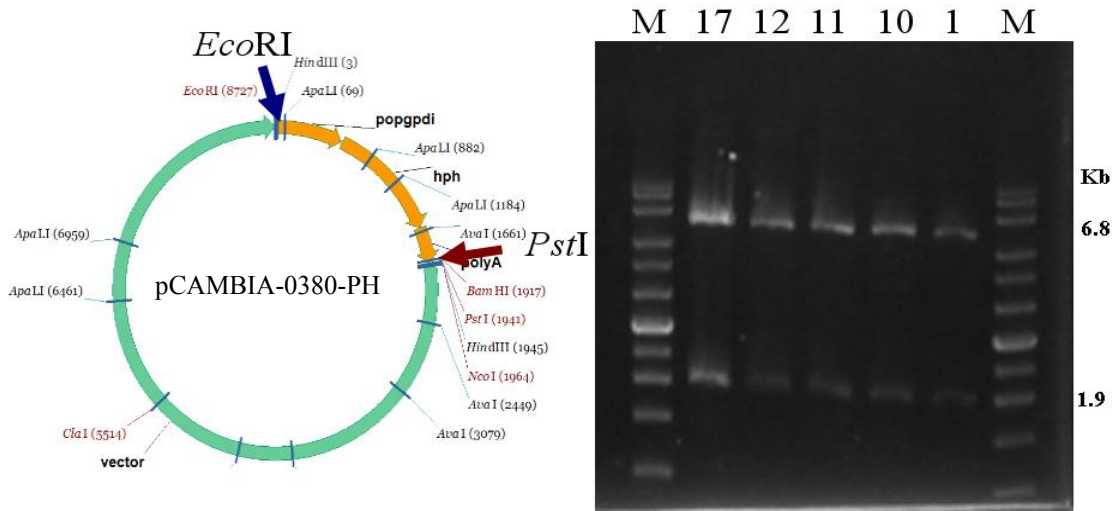 EcoRI
HindIII (3)
EcoRI (8727)
ApaLI (69)
popgpdi
ApaLI (882)
hph
ApaLI (1184)
AvaI (1661)
PstI
polyA
BamHI (1917)
PstI (1941)
HindIII (1945)
NcoI (1964)
AvaI (2449)
AvaI (3079)
ApaLI (6959)
ApaLI (6461)
pCAMBIA-0380-PH
ClaI (5514)
vector
M 17 12 11 10 1 M
Kb
6.8
1.9